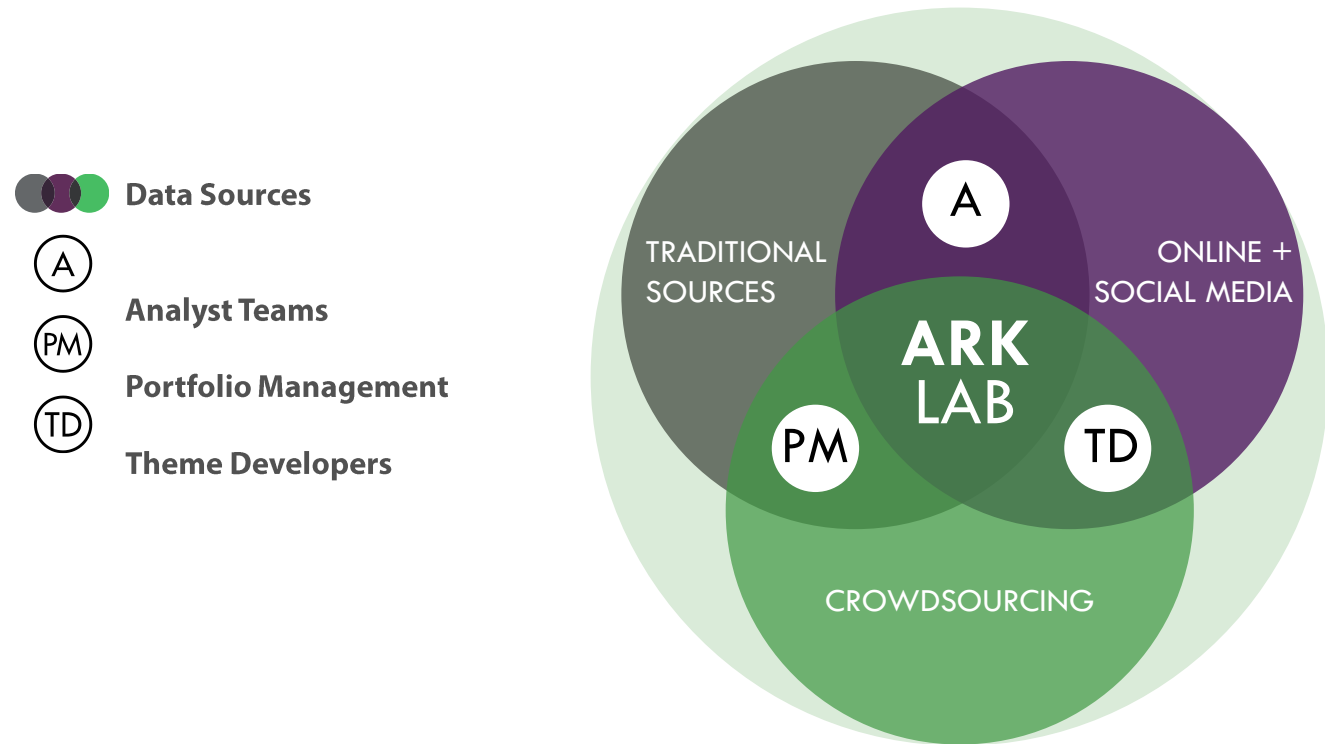 Data Sources
A
Analyst Teams
PM
Portfolio Management
TD
Theme Developers
A
TRADITIONAL
SOURCES
ONLINE +
SOCIAL MEDIA
ARK
LAB
PM
TD
CROWDSOURCING